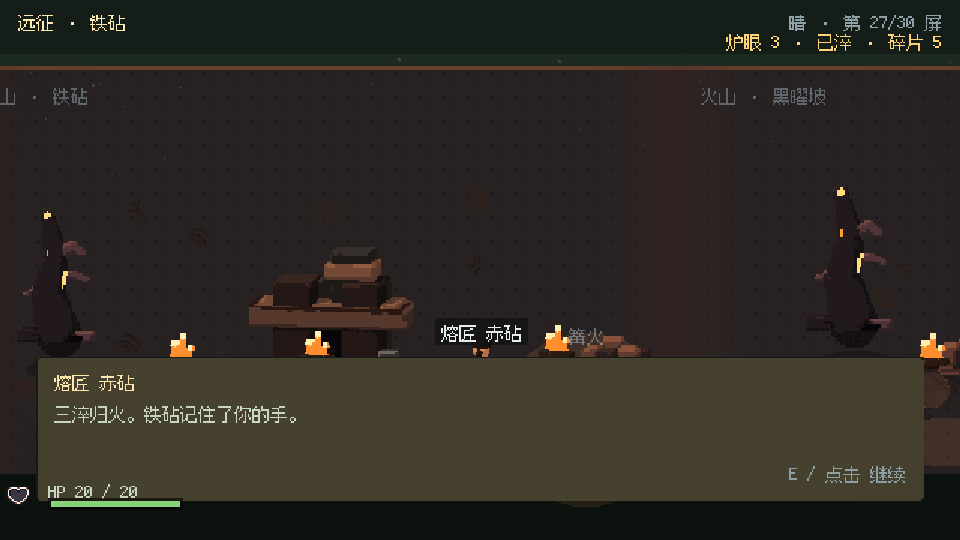 远征 · 铁砧
晴 · 第 27/30 屏
炉眼 3 · 已淬 · 碎片 5
山 · 铁砧
火山 · 黑曜坡
熔匠 赤砧
篝火
熔匠 赤砧
三淬归火。铁砧记住了你的手。
E / 点击 继续
HP 20 / 20